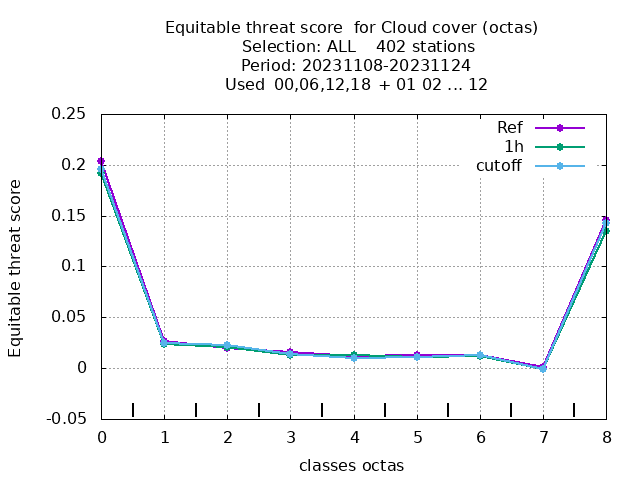 Equitable threat score  for Cloud cover (octas)
Selection: ALL    402 stations
Period: 20231108-20231124
Used  00,06,12,18  + 01 02 ... 12
Ref
1h
cutoff
0.25
0.2
0.15
0.1
0.05
0
-0.05
Equitable threat score
0 1 2 3 4 5 6 7 8
classes octas